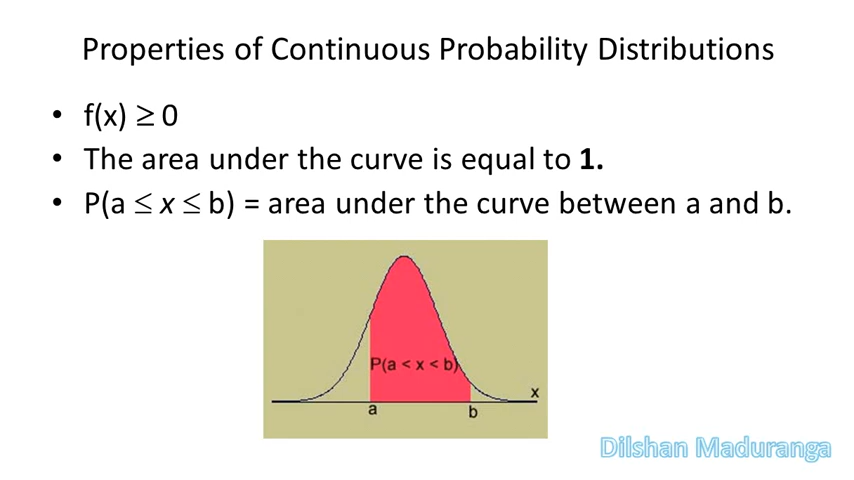 Properties of Continuous Probability Distributions
• f(x) ≥ 0
• The area under the curve is equal to 1.
• P(a ≤ x ≤ b) = area under the curve between a and b.
P(a < x < b)
x
a
b
Dilshan Maduranga